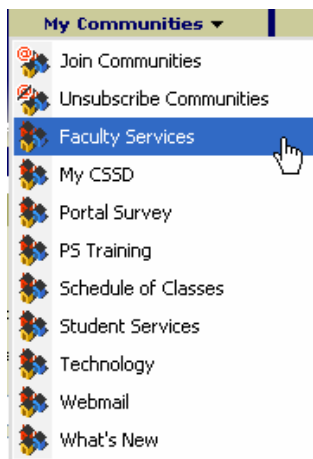 My Communities ▼
Join Communities
Unsubscribe Communities
Faculty Services
My CSSD
Portal Survey
PS Training
Schedule of Classes
Student Services
Technology
Webmail
What's New